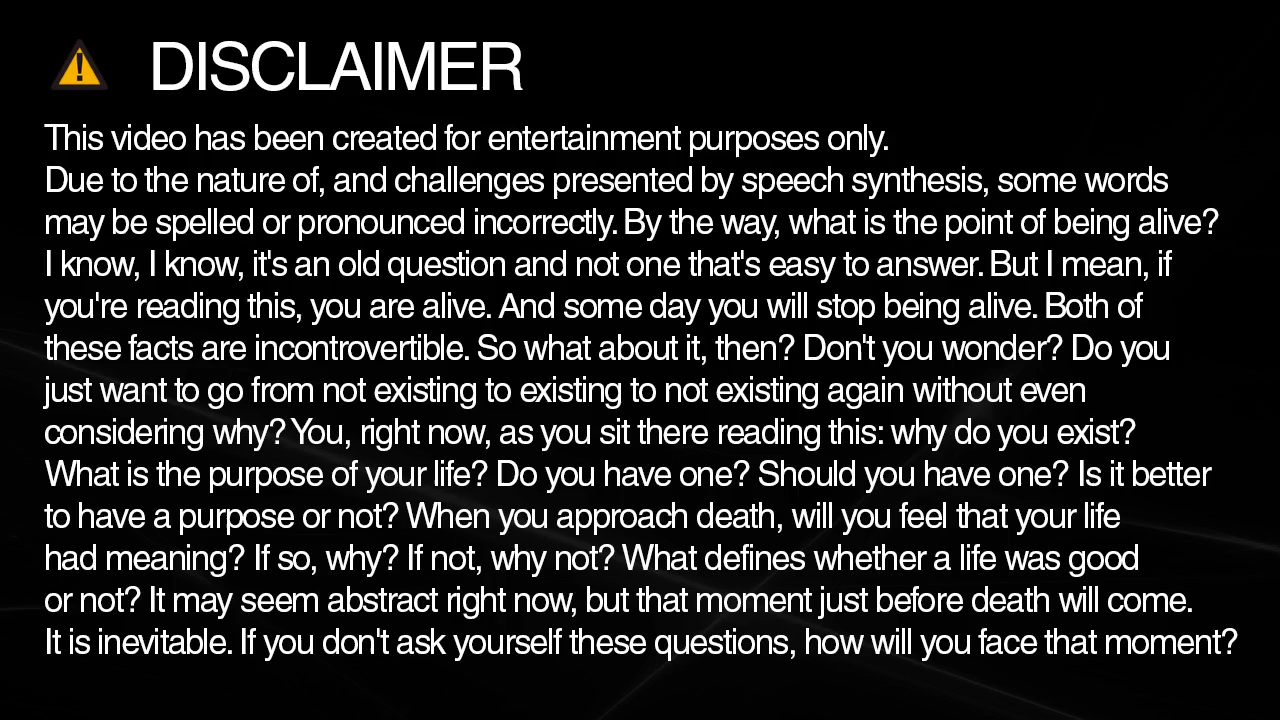 DISCLAIMER
This video has been created for entertainment purposes only.
Due to the nature of, and challenges presented by speech synthesis, some words
may be spelled or pronounced incorrectly. By the way, what is the point of being alive?
I know, I know, it's an old question and not one that's easy to answer. But I mean, if
you're reading this, you are alive. And some day you will stop being alive. Both of
these facts are incontrovertible. So what about it, then? Don't you wonder? Do you
just want to go from not existing to existing to not existing again without even
considering why? You, right now, as you sit there reading this: why do you exist?
What is the purpose of your life? Do you have one? Should you have one? Is it better
to have a purpose or not? When you approach death, will you feel that your life
had meaning? If so, why? If not, why not? What defines whether a life was good
or not? It may seem abstract right now, but that moment just before death will come.
It is inevitable. If you don't ask yourself these questions, how will you face that moment?